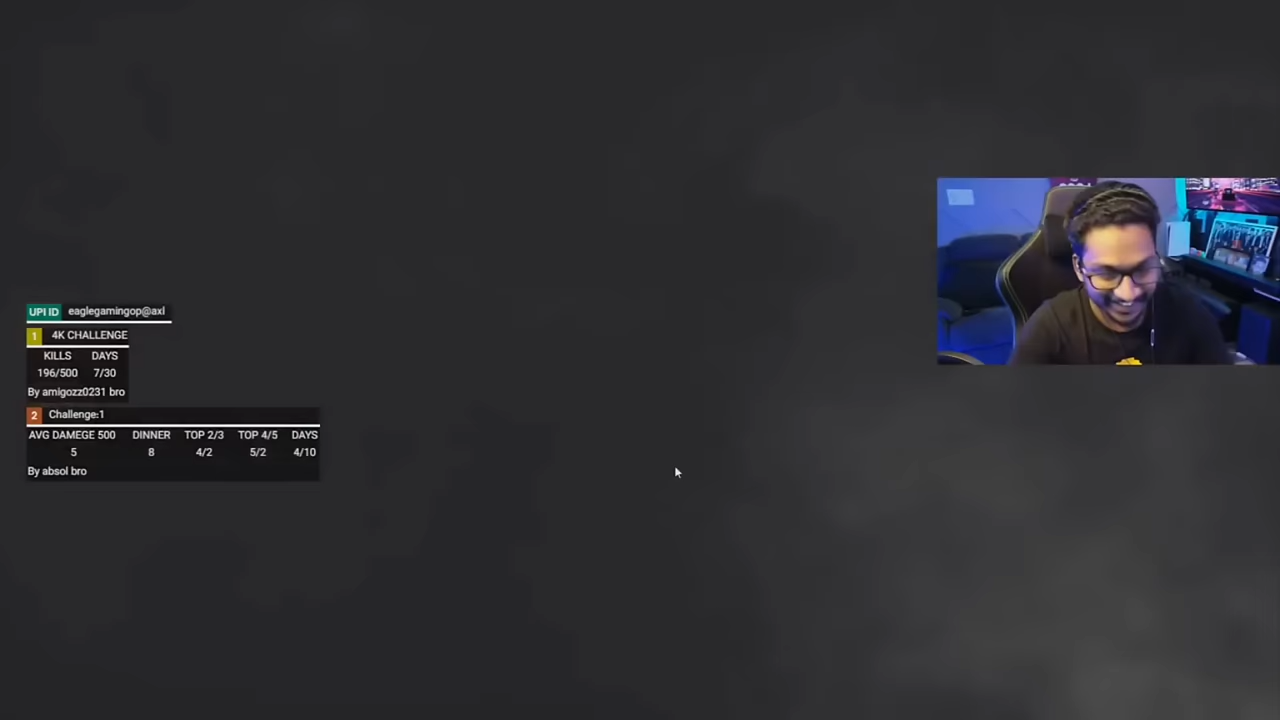 UPI ID eaglegamingop@axl
1 4K CHALLENGE
KILLS DAYS
196/500 7/30
By amigozz0231 bro
2 Challenge:1
AVG DAMEGE 500 DINNER TOP 2/3 TOP 4/5 DAYS
5 8 4/2 5/2 4/10
By absol bro